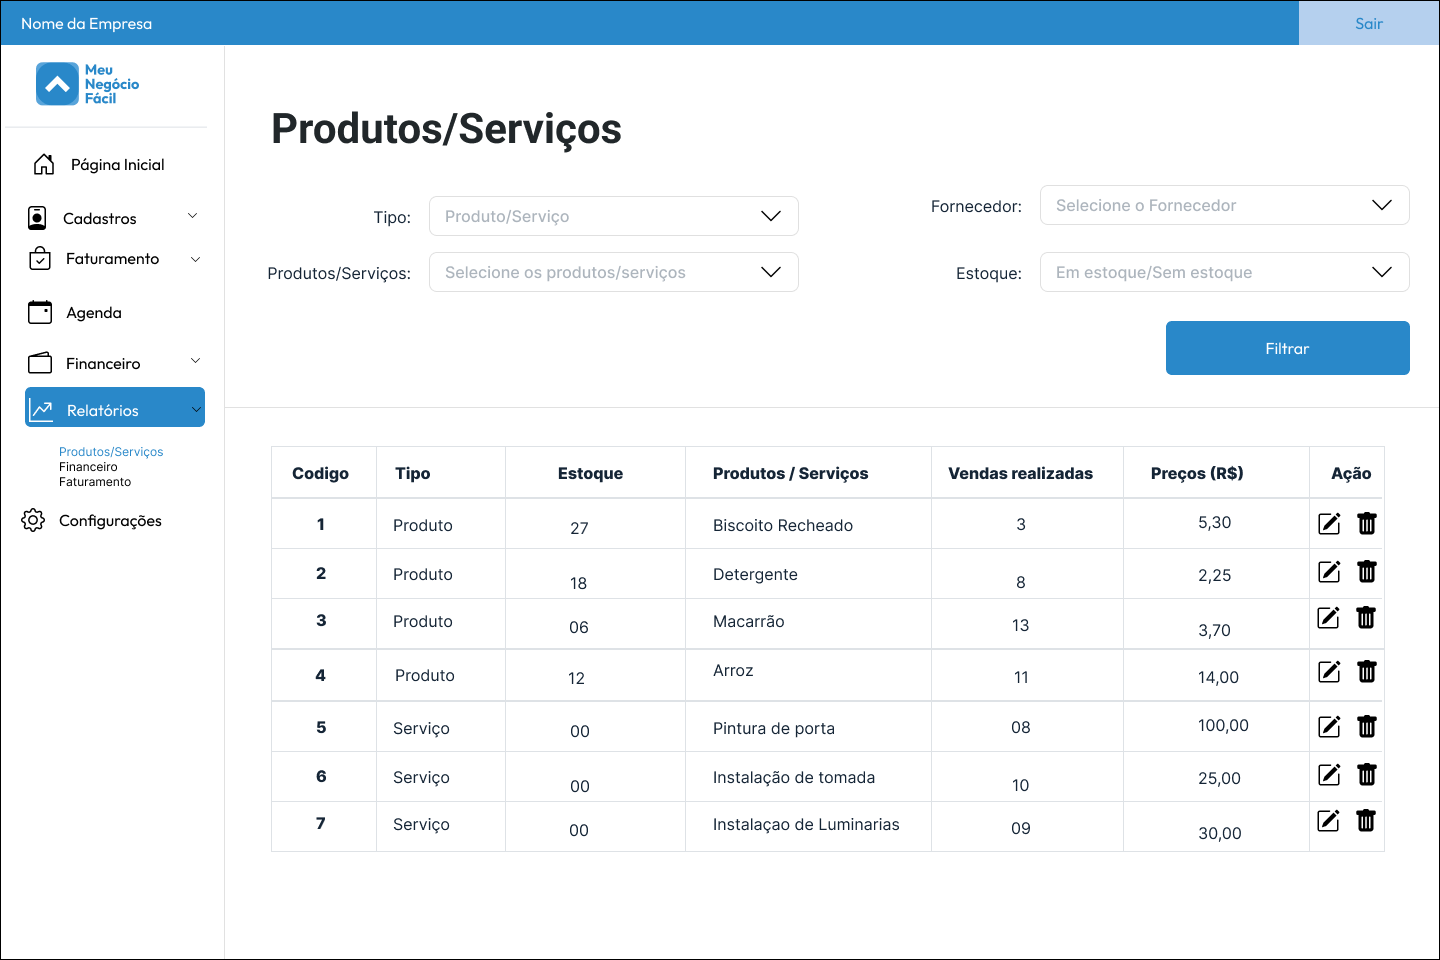 Nome da Empresa
Sair
Meu
Negócio
Fácil
Página Inicial
Cadastros
Faturamento
Agenda
Financeiro
Relatórios
Produtos/Serviços
Financeiro
Faturamento
Configurações
Produtos/Serviços
Tipo: Produto/Serviço
Fornecedor: Selecione o Fornecedor
Produtos/Serviços: Selecione os produtos/serviços
Estoque: Em estoque/Sem estoque
Filtrar
Codigo Tipo Estoque Produtos / Serviços Vendas realizadas Preços (R$) Ação
1 Produto 27 Biscoito Recheado 3 5,30
2 Produto 18 Detergente 8 2,25
3 Produto 06 Macarrão 13 3,70
4 Produto 12 Arroz 11 14,00
5 Serviço 00 Pintura de porta 08 100,00
6 Serviço 00 Instalação de tomada 10 25,00
7 Serviço 00 Instalaçao de Luminarias 09 30,00